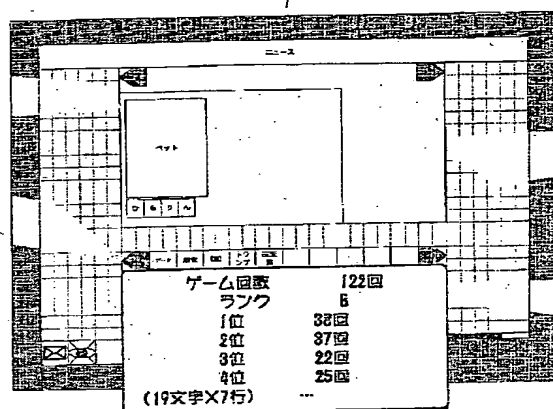 ニュース
ペット
ゲーム回数 122回
ランク 6
1位 38回
2位 37回
3位 22回
4位 25回
(19文字×7行) ---